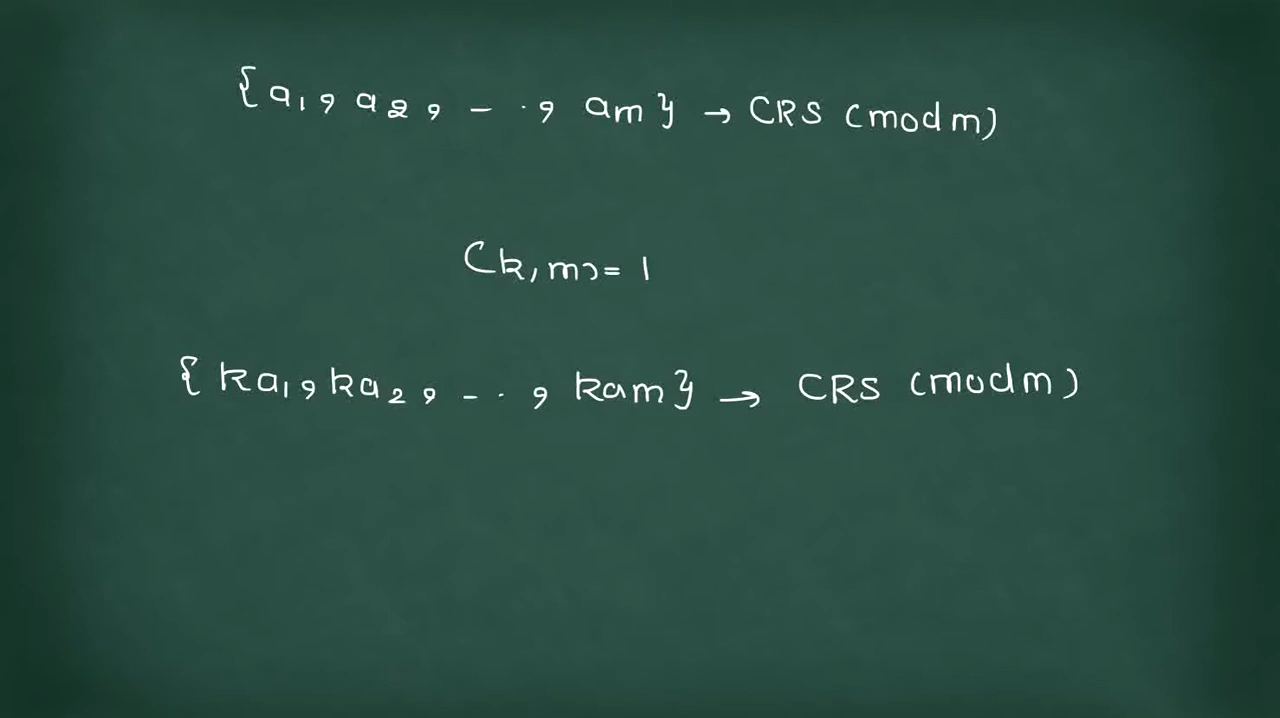 {a₁, a₂, - ·, am} → CRS (mod m)
(k, m) = 1
{ka₁, ka₂, - ·, kam} → CRS (mod m)